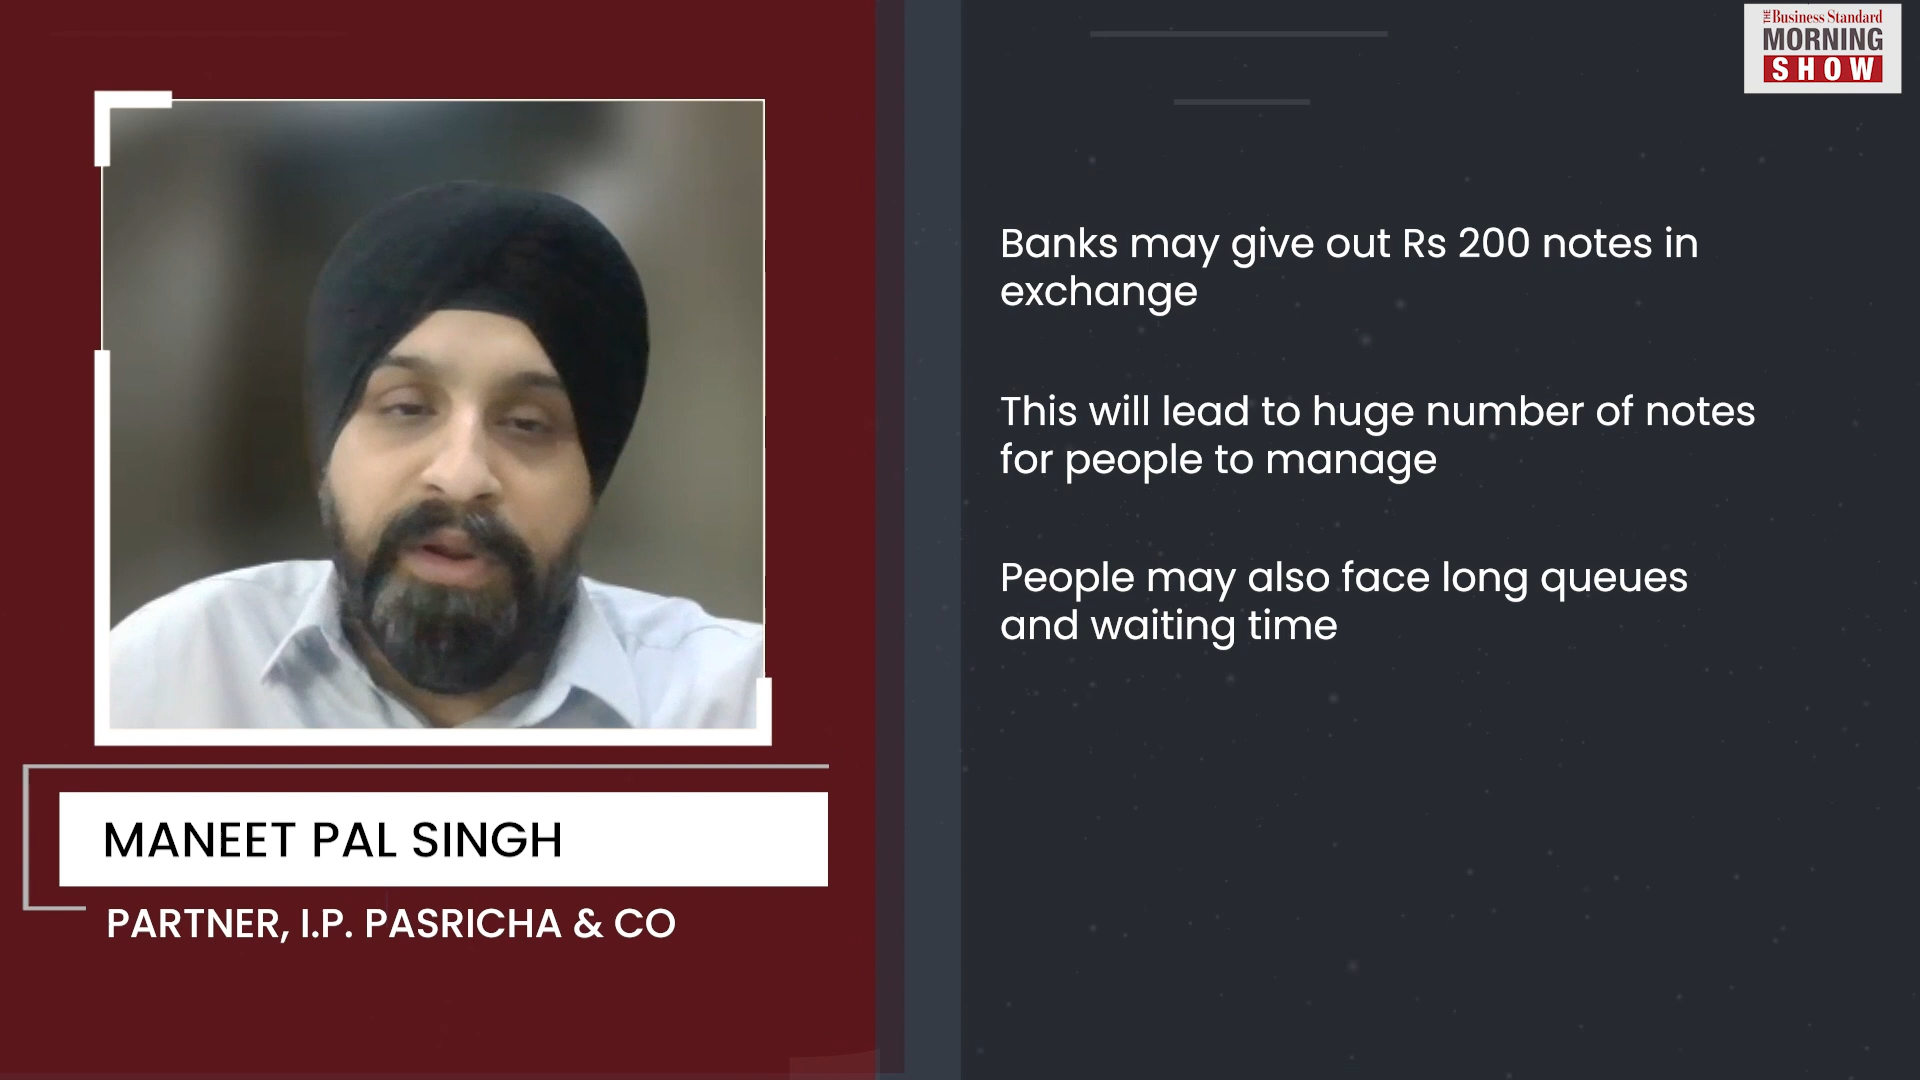 THE Business Standard
MORNING
SHOW
Banks may give out Rs 200 notes in
exchange
This will lead to huge number of notes
for people to manage
People may also face long queues
and waiting time
MANEET PAL SINGH
PARTNER, I.P. PASRICHA & CO